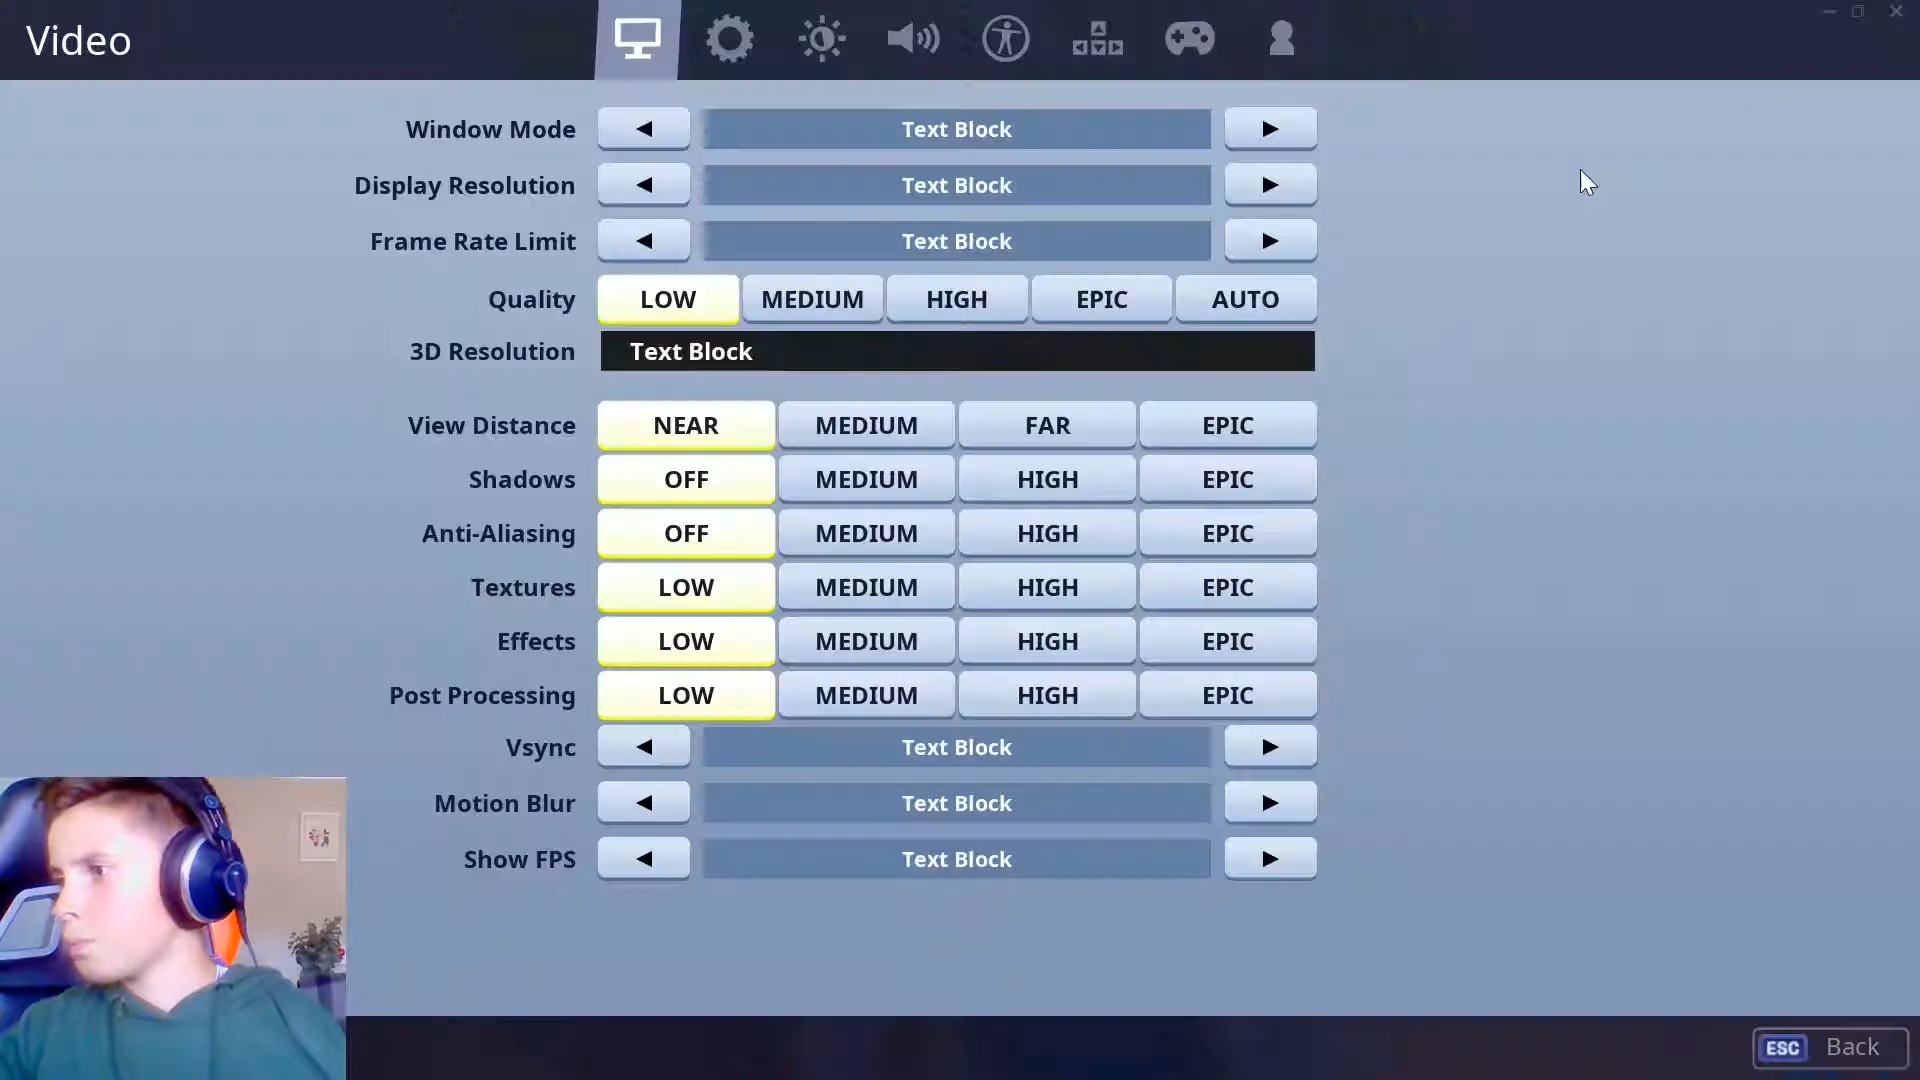 Video
Window Mode Text Block
Display Resolution Text Block
Frame Rate Limit Text Block
Quality LOW MEDIUM HIGH EPIC AUTO
3D Resolution Text Block
View Distance NEAR MEDIUM FAR EPIC
Shadows OFF MEDIUM HIGH EPIC
Anti-Aliasing OFF MEDIUM HIGH EPIC
Textures LOW MEDIUM HIGH EPIC
Effects LOW MEDIUM HIGH EPIC
Post Processing LOW MEDIUM HIGH EPIC
Vsync Text Block
Motion Blur Text Block
Show FPS Text Block
ESC Back